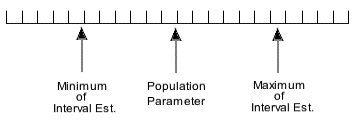 Minimum
of
Interval Est.
Population
Parameter
Maximum
of
Interval Est.